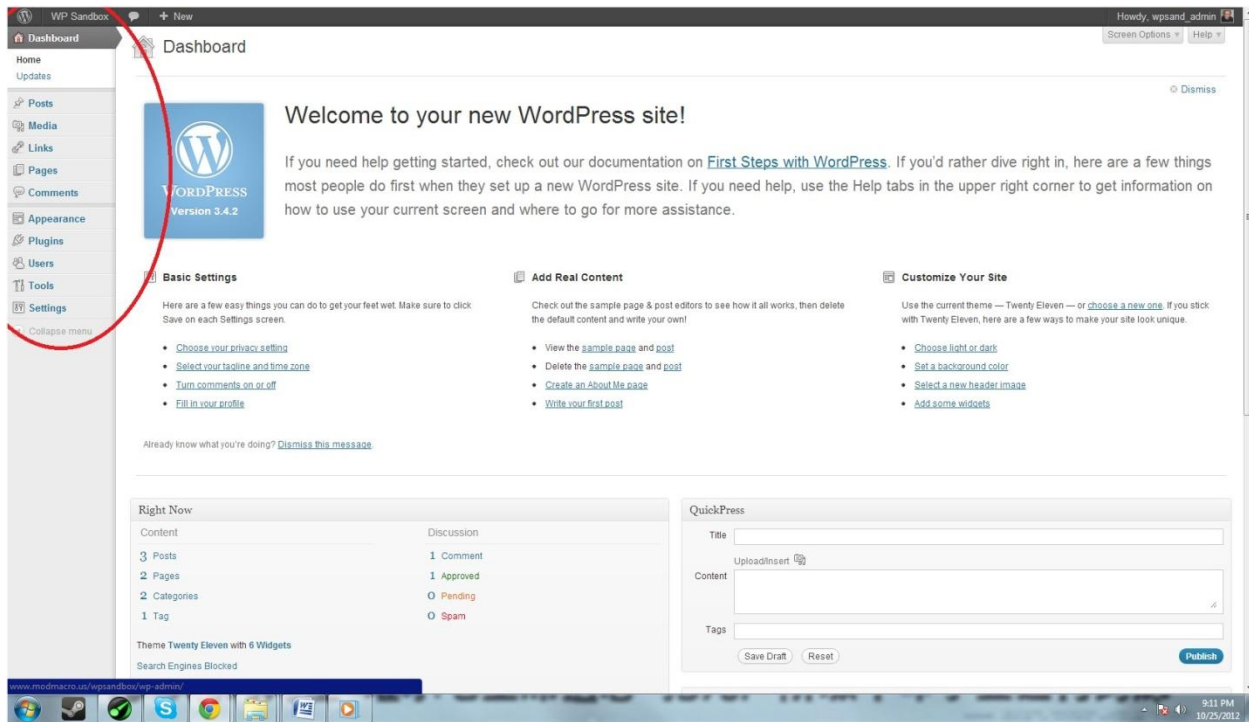 WP Sandbox + New Howdy, wpsand_admin
Dashboard
Home
Updates
Posts
Media
Links
Pages
Comments
Appearance
Plugins
Users
Tools
Settings
Collapse menu
Dashboard
Screen Options Help
Dismiss
WORDPRESS
Version 3.4.2
Welcome to your new WordPress site!
If you need help getting started, check out our documentation on First Steps with WordPress. If you'd rather dive right in, here are a few things
most people do first when they set up a new WordPress site. If you need help, use the Help tabs in the upper right corner to get information on
how to use your current screen and where to go for more assistance.
Basic Settings
Here are a few easy things you can do to get your feet wet. Make sure to click
Save on each Settings screen.
• Choose your privacy setting
• Select your tagline and time zone
• Turn comments on or off
• Fill in your profile
Add Real Content
Check out the sample page & post editors to see how it all works, then delete
the default content and write your own!
• View the sample page and post
• Delete the sample page and post
• Create an About Me page
• Write your first post
Customize Your Site
Use the current theme — Twenty Eleven — or choose a new one. If you stick
with Twenty Eleven, here are a few ways to make your site look unique.
• Choose light or dark
• Set a background color
• Select a new header image
• Add some widgets
Already know what you're doing? Dismiss this message.
Right Now
Content
3 Posts
2 Pages
2 Categories
1 Tag
Discussion
1 Comment
1 Approved
0 Pending
0 Spam
Theme Twenty Eleven with 6 Widgets
Search Engines Blocked
QuickPress
Title
Upload/Insert
Content
Tags
Save Draft Reset Publish
www.modmacro.us/wpsandbox/wp-admin/
9:11 PM
10/25/2012